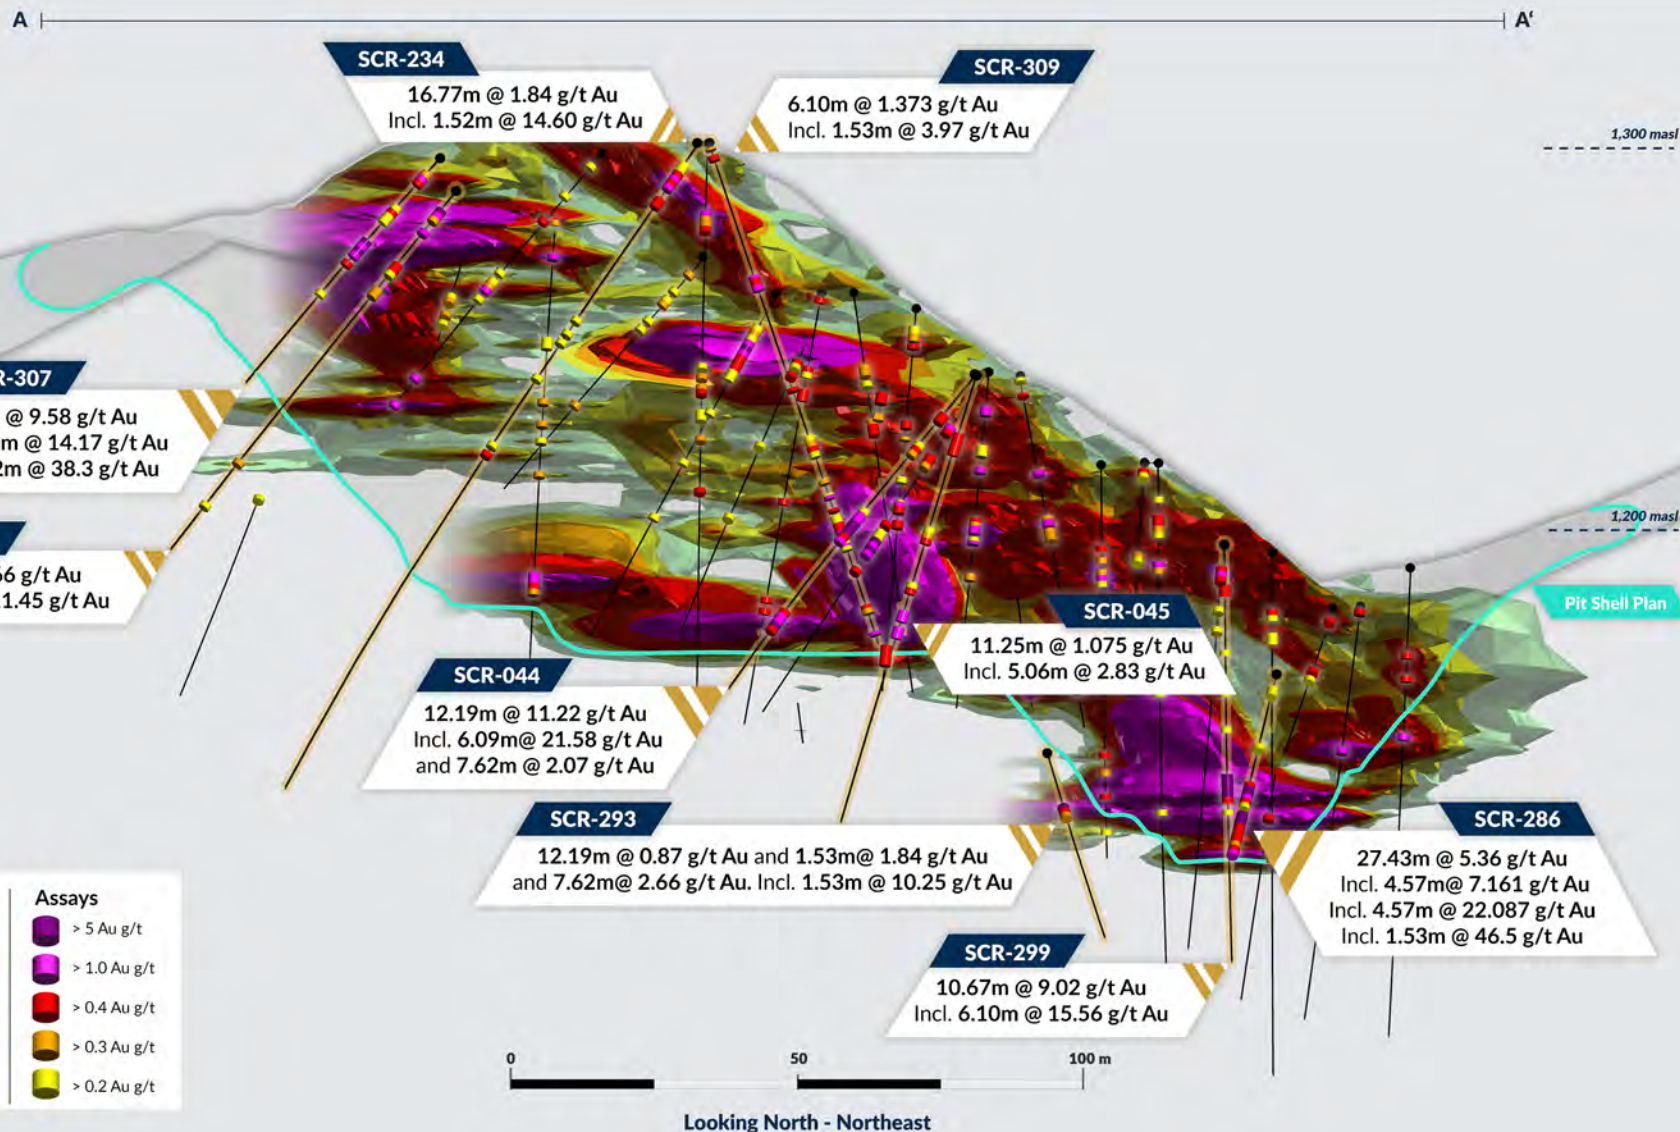 A
A'
SCR-234
16.77m @ 1.84 g/t Au
Incl. 1.52m @ 14.60 g/t Au
SCR-309
6.10m @ 1.373 g/t Au
Incl. 1.53m @ 3.97 g/t Au
1,300 masl
R-307
@ 9.58 g/t Au
m @ 14.17 g/t Au
2m @ 38.3 g/t Au
66 g/t Au
1.45 g/t Au
1,200 masl
Pit Shell Plan
SCR-045
11.25m @ 1.075 g/t Au
Incl. 5.06m @ 2.83 g/t Au
SCR-044
12.19m @ 11.22 g/t Au
Incl. 6.09m@ 21.58 g/t Au
and 7.62m @ 2.07 g/t Au
SCR-293
12.19m @ 0.87 g/t Au and 1.53m@ 1.84 g/t Au
and 7.62m@ 2.66 g/t Au. Incl. 1.53m @ 10.25 g/t Au
SCR-286
27.43m @ 5.36 g/t Au
Incl. 4.57m@ 7.161 g/t Au
Incl. 4.57m @ 22.087 g/t Au
Incl. 1.53m @ 46.5 g/t Au
SCR-299
10.67m @ 9.02 g/t Au
Incl. 6.10m @ 15.56 g/t Au
Assays
> 5 Au g/t
> 1.0 Au g/t
> 0.4 Au g/t
> 0.3 Au g/t
> 0.2 Au g/t
0 50 100 m
Looking North - Northeast